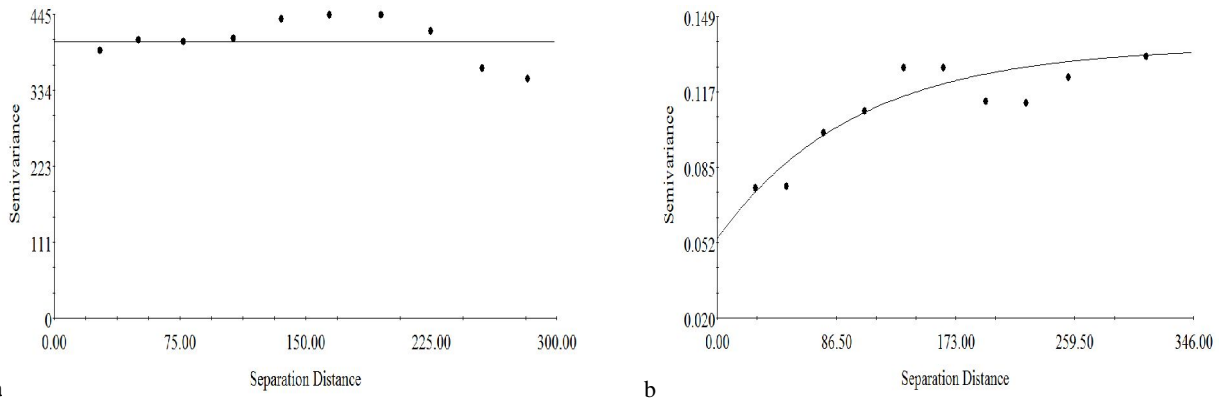 445
334
223
111
0
Semivariance
0.00 75.00 150.00 225.00 300.00
Separation Distance
0.149
0.117
0.085
0.052
0.020
Semivariance
0.00 86.50 173.00 259.50 346.00
Separation Distance
b